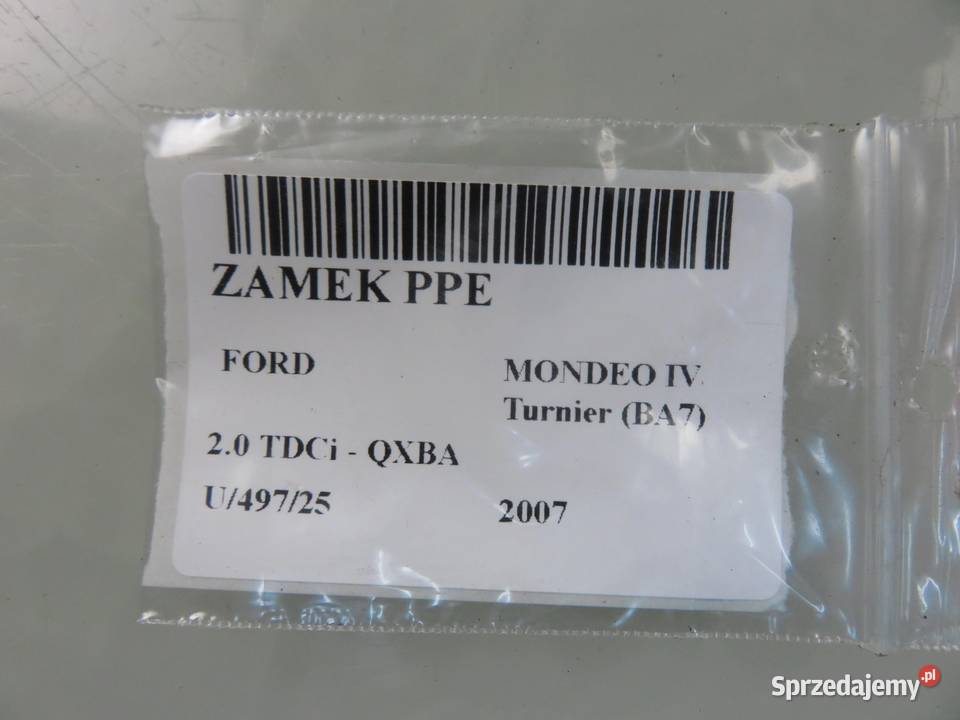 ZAMEK PPE
FORD
MONDEO IV
Turnier (BA7)
2.0 TDCi - QXBA
U/497/25
2007
Sprzedajemy.pl